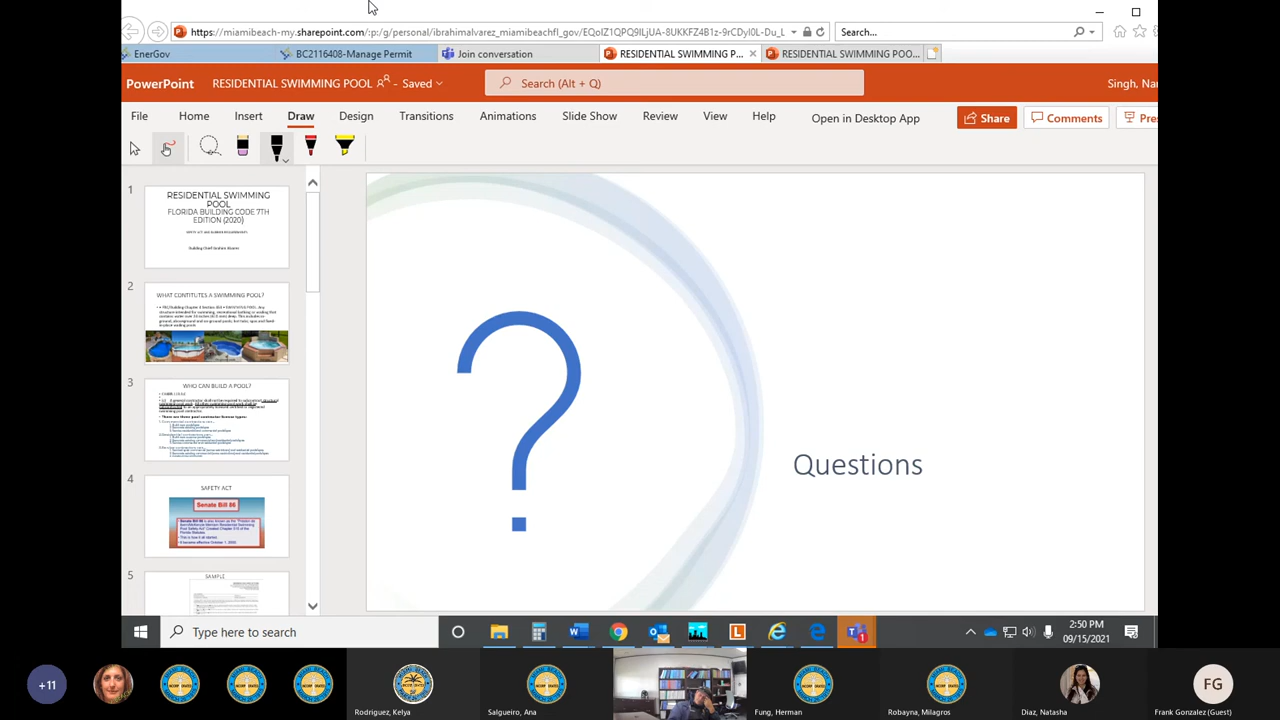 https://miamibeach-my.sharepoint.com/:p:/g/personal/ibrahimalvarez_miamibeachfl_gov/EQolZ1QPQ9ILjUA-8UKKFZ4B1z-9rCDyI0L-Du_L
Search...
EnerGov
BC2116408-Manage Permit
Join conversation
RESIDENTIAL SWIMMING P...
RESIDENTIAL SWIMMING POO...
PowerPoint
RESIDENTIAL SWIMMING POOL
- Saved
Search (Alt + Q)
Singh, Nar
File
Home
Insert
Draw
Design
Transitions
Animations
Slide Show
Review
View
Help
Open in Desktop App
Share
Comments
Pres
1
RESIDENTIAL SWIMMING
POOL
FLORIDA BUILDING CODE 7TH
EDITION (2020)
2
WHAT CONTITUTES A SWIMMING POOL?
3
WHO CAN BUILD A POOL?
4
SAFETY ACT
Senate Bill 86
5
SAMPLE
?
Questions
Type here to search
1
2:50 PM
09/15/2021
+11
Rodriguez, Kelya
Salgueiro, Ana
Fung, Herman
Robayna, Milagros
Diaz, Natasha
FG
Frank Gonzalez (Guest)